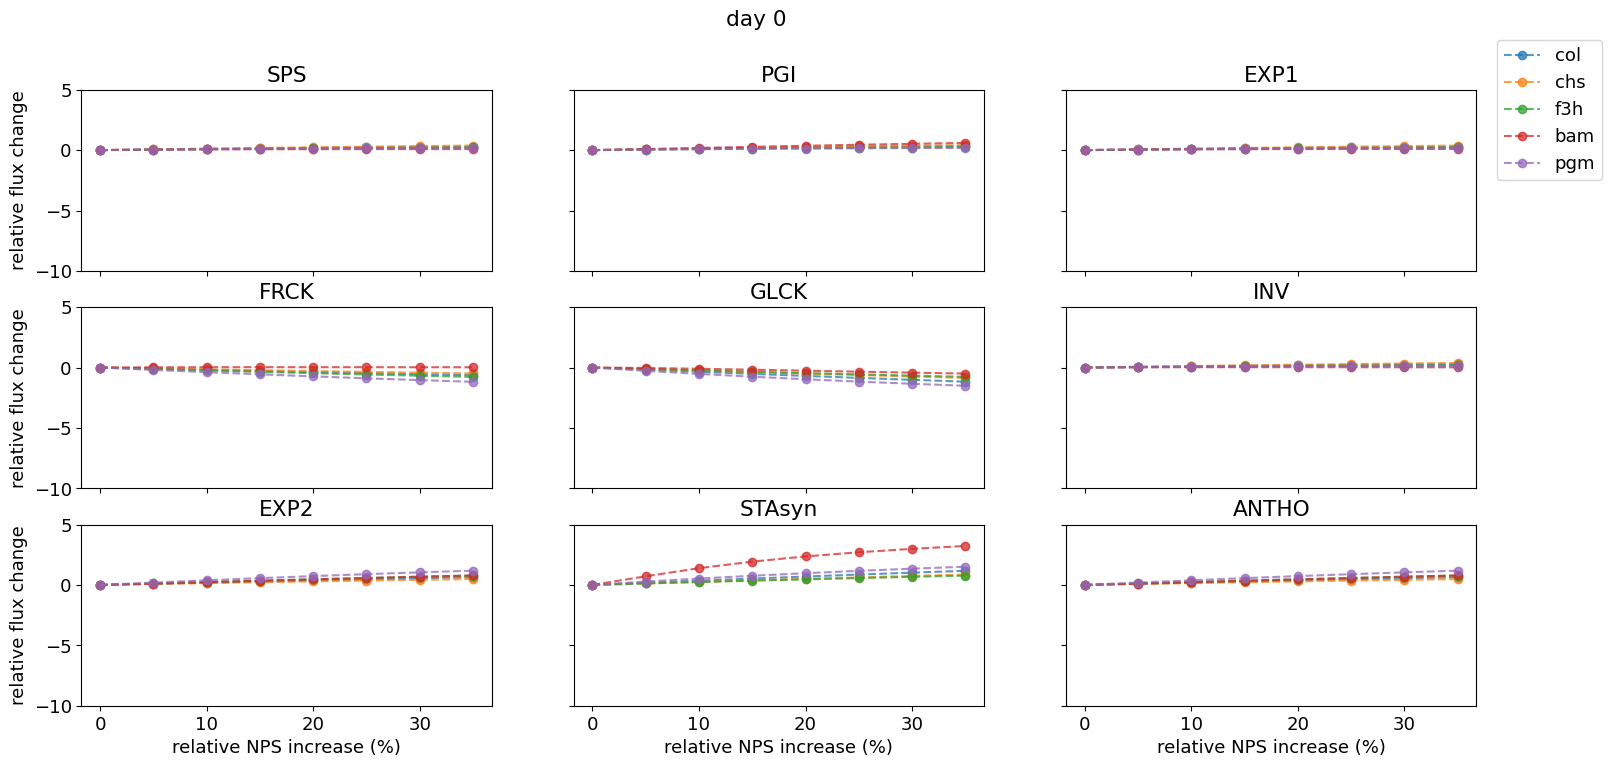 day 0
SPS
PGI
EXP1
col
chs
f3h
bam
pgm
relative flux change
5
0
−5
−10
FRCK
GLCK
INV
relative flux change
5
0
−5
−10
EXP2
STAsyn
ANTHO
relative flux change
5
0
−5
−10
0 10 20 30
0 10 20 30
0 10 20 30
relative NPS increase (%)
relative NPS increase (%)
relative NPS increase (%)